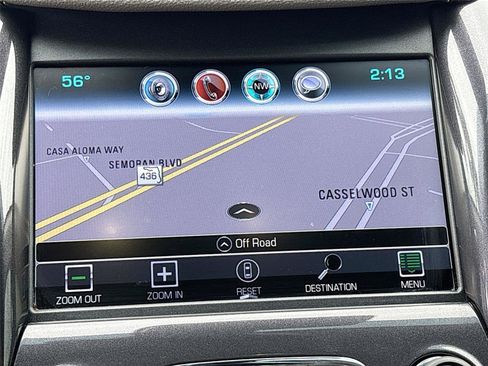 56°
NW
2:13
CASA ALOMA WAY
SEMORAN BLVD
436
CASSELWOOD ST
Off Road
ZOOM OUT
ZOOM IN
RESET
DESTINATION
MENU